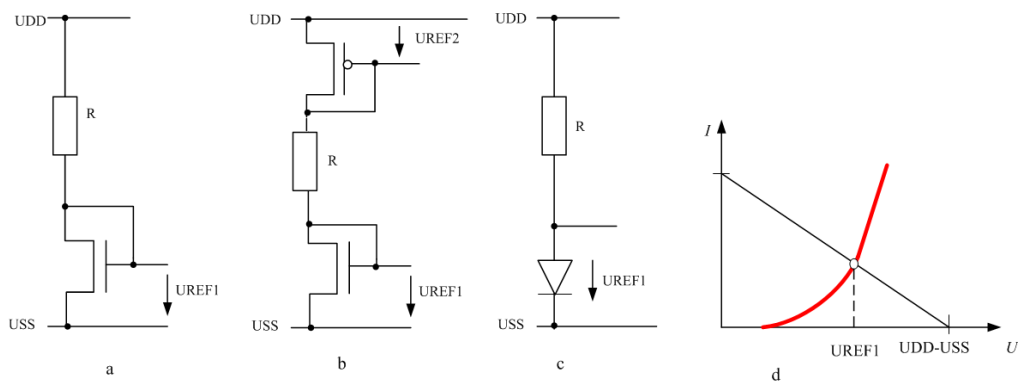 UDD
R
UREF1
USS
a
UDD
UREF2
R
UREF1
USS
b
UDD
R
UREF1
USS
c
I
UREF1
UDD-USS
U
d